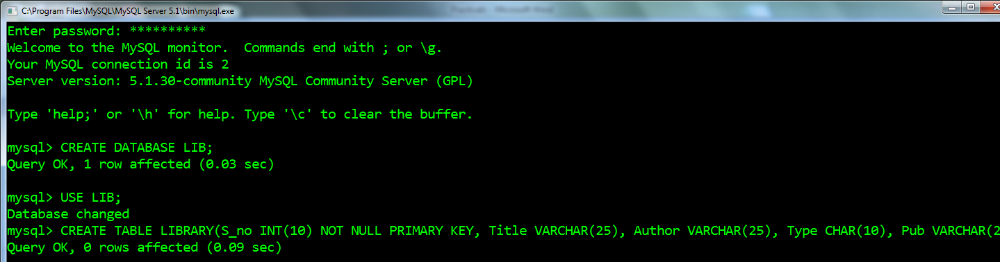 C:\Program Files\MySQL\MySQL Server 5.1\bin\mysql.exe
Enter password: **********
Welcome to the MySQL monitor.  Commands end with ; or \g.
Your MySQL connection id is 2
Server version: 5.1.30-community MySQL Community Server (GPL)
Type 'help;' or '\h' for help. Type '\c' to clear the buffer.
mysql> CREATE DATABASE LIB;
Query OK, 1 row affected (0.03 sec)
mysql> USE LIB;
Database changed
mysql> CREATE TABLE LIBRARY(S_no INT(10) NOT NULL PRIMARY KEY, Title VARCHAR(25), Author VARCHAR(25), Type CHAR(10), Pub VARCHAR(2
Query OK, 0 rows affected (0.09 sec)